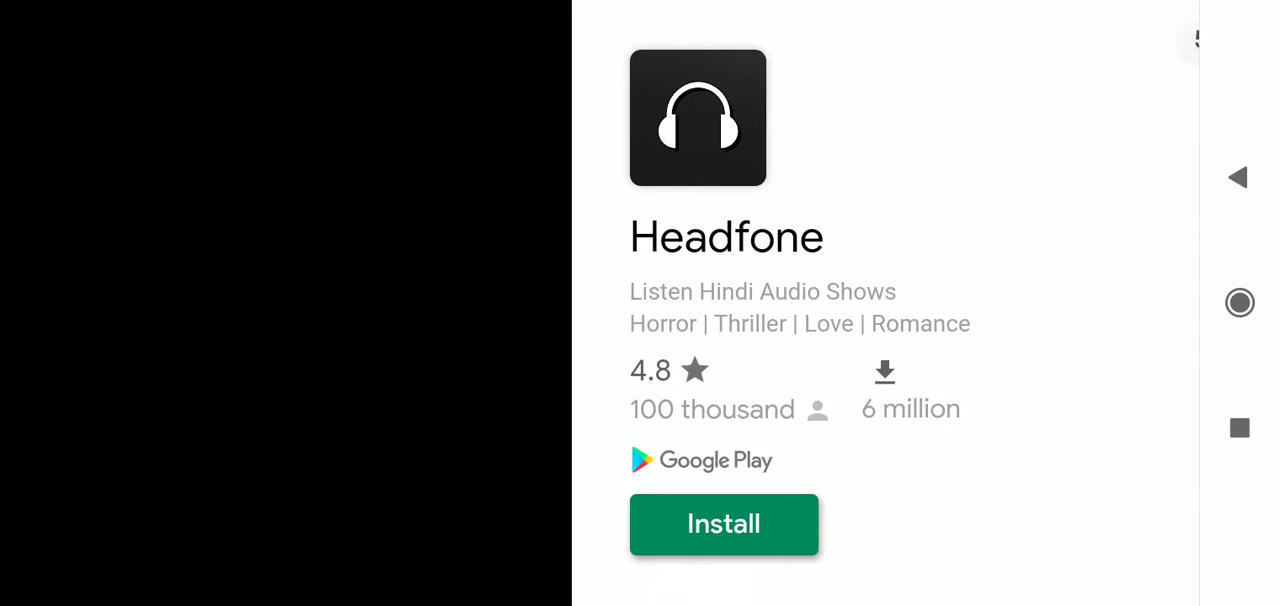 Headfone
Listen Hindi Audio Shows
Horror | Thriller | Love | Romance
4.8
100 thousand 6 million
Google Play
Install